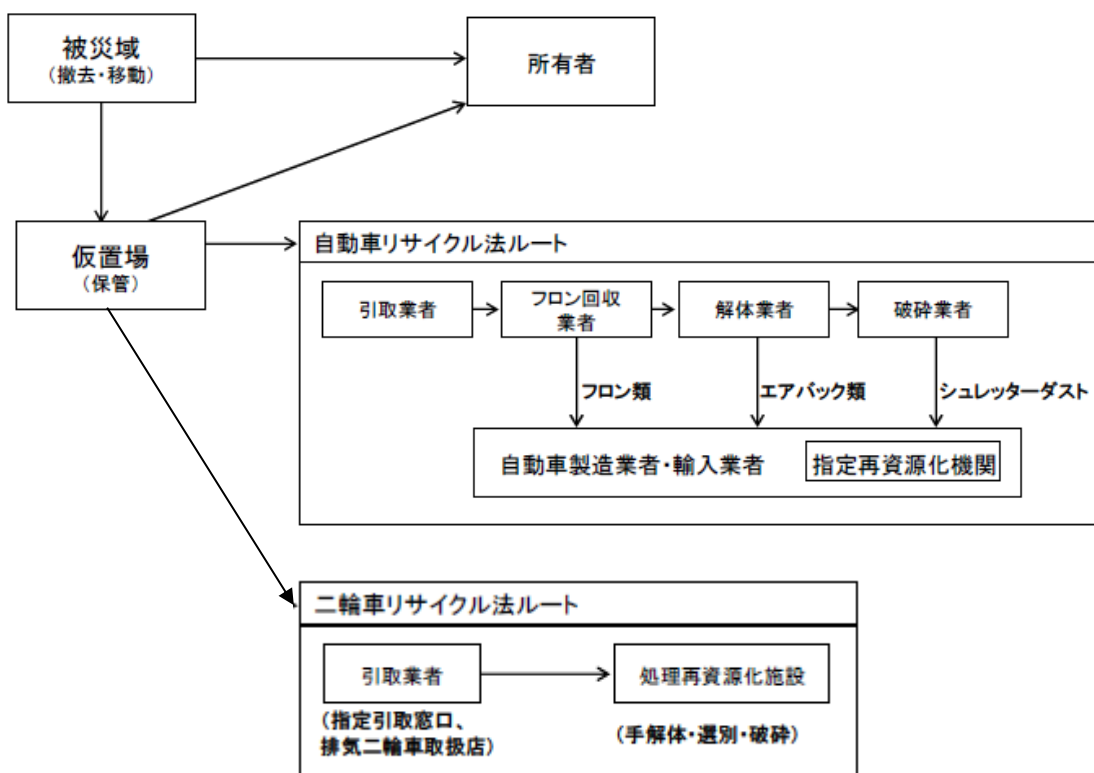 被災域
（撤去・移動）
所有者
仮置場
（保管）
自動車リサイクル法ルート
引取業者
フロン回収
業者
解体業者
破砕業者
フロン類
エアバック類
シュレッターダスト
自動車製造業者・輸入業者
指定再資源化機関
二輪車リサイクル法ルート
引取業者
処理再資源化施設
（指定引取窓口、
排気二輪車取扱店）
（手解体・選別・破砕）